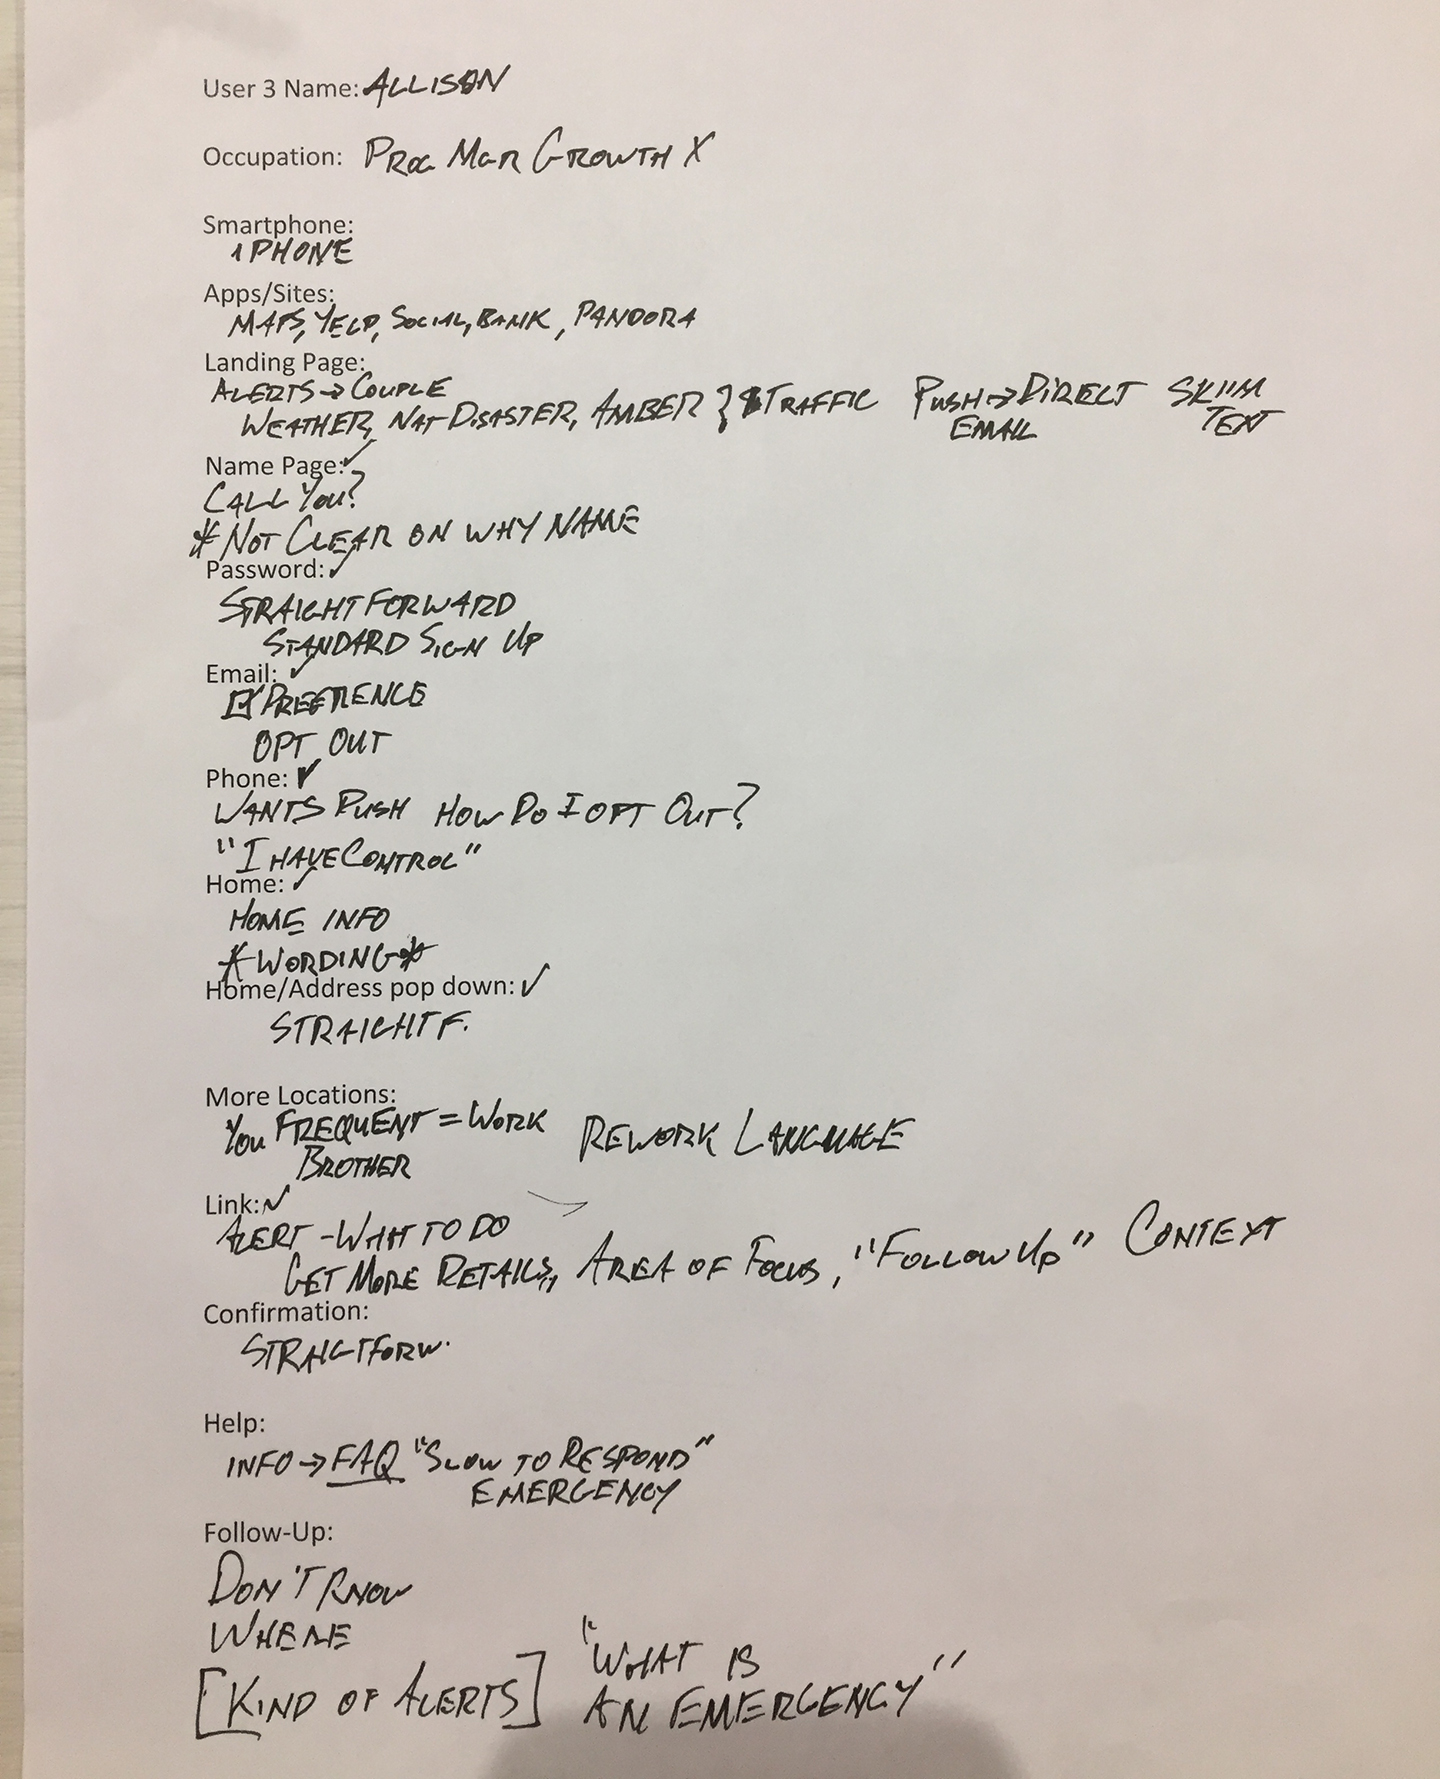 User 3 Name: ALLISON
Occupation: PROG MGR GROWTH X
Smartphone:
IPHONE
Apps/Sites:
MAPS, YELP, SOCIAL, BANK, PANDORA
Landing Page:
ALERTS → COUPLE
WEATHER, NAT DISASTER, AMBER } TRAFFIC PUSH → DIRECT SKIIM
EMAIL TEXT
Name Page: ✓
CALL YOU?
* NOT CLEAR ON WHY NAME
Password: ✓
STRAIGHTFORWARD
STANDARD SIGN UP
Email: ✓
☑ PREFRENCE
OPT OUT
Phone: ✓
WANTS PUSH HOW DO I OPT OUT?
"I HAVE CONTROL"
Home: ✓
HOME INFO
*WORDING*
Home/Address pop down: ✓
STRAIGHTF.
More Locations:
YOU FREQUENT = WORK REWORK LANGUAGE
BROTHER
Link: ✓
ALERT - WHAT TO DO
GET MORE DETAILS, AREA OF FOCUS, "FOLLOW UP" CONTEXT
Confirmation:
STRAIGTFORW.
Help:
INFO → FAQ "SLOW TO RESPOND"
EMERGENCY
Follow-Up:
DON'T KNOW
WHERE
[KIND OF ALERTS] "WHAT IS
AN EMERGENCY"